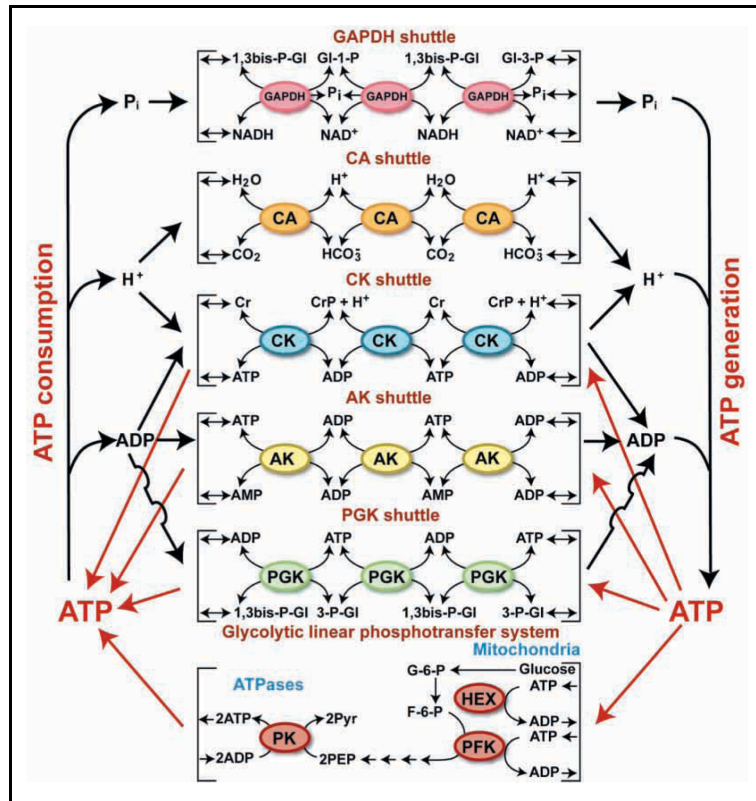 GAPDH shuttle
1,3bis-P-Gl Gl-1-P 1,3bis-P-Gl Gl-3-P
Pi GAPDH Pi GAPDH GAPDH Pi Pi
NADH NAD+ NADH NAD+
CA shuttle
H2O H+ H2O H+
CA CA CA
CO2 HCO3− CO2 HCO3−
H+ H+
CK shuttle
Cr CrP + H+ Cr CrP + H+
CK CK CK
ATP ADP ATP ADP
ATP consumption
ATP generation
AK shuttle
ATP ADP ATP ADP
ADP ADP
AK AK AK
AMP ADP AMP ADP
PGK shuttle
ADP ATP ADP ATP
PGK PGK PGK
ATP ATP
1,3bis-P-Gl 3-P-Gl 1,3bis-P-Gl 3-P-Gl
Glycolytic linear phosphotransfer system
Mitochondria
G-6-P Glucose
ATPases
HEX ATP
2ATP 2Pyr F-6-P ADP
PK PFK ATP
2ADP 2PEP ADP